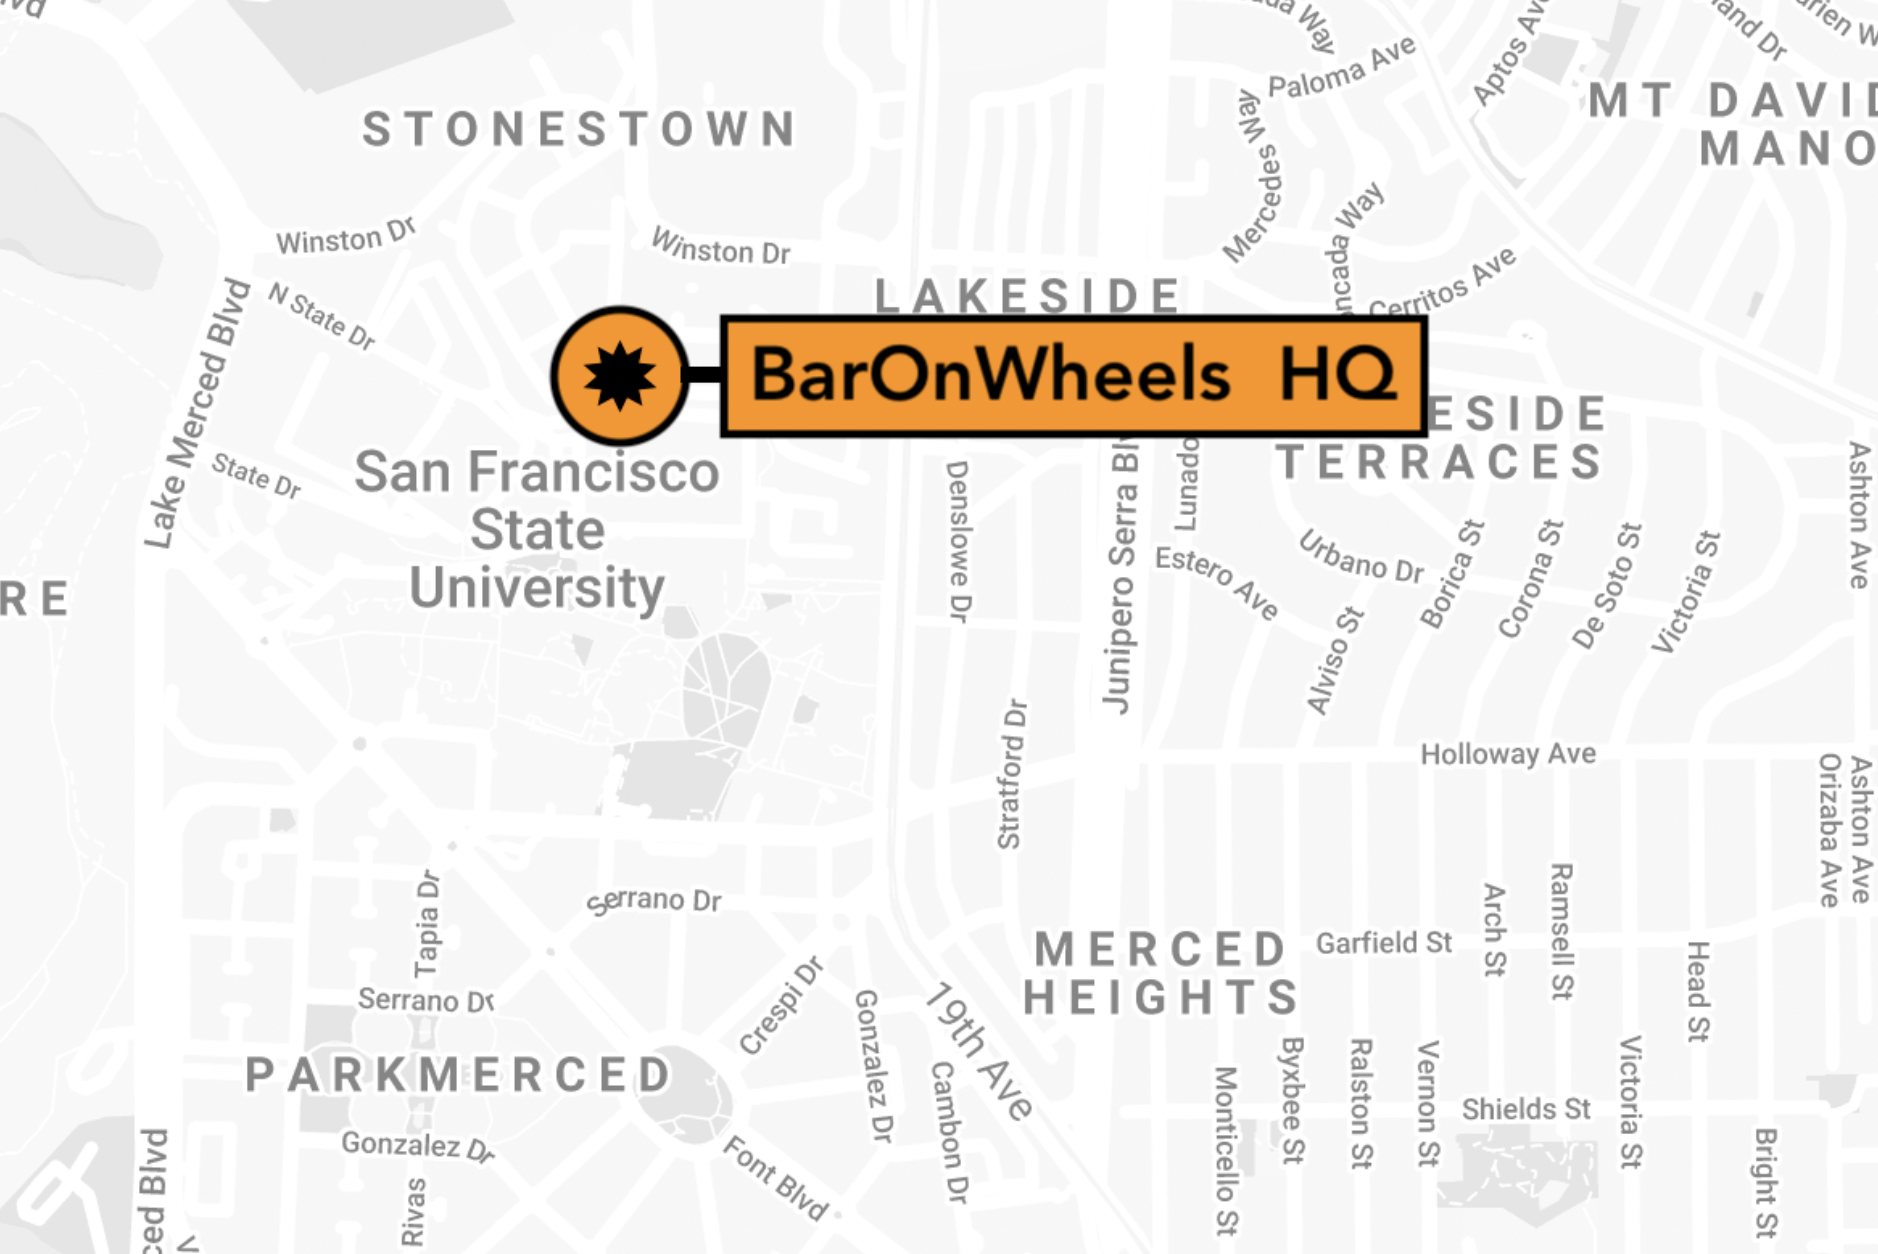 Paloma Ave
Aptos Ave
MT DAVID
MANO
STONESTOWN
Mercedes Way
Winston Dr
Winston Dr
Cerritos Ave
LAKESIDE
N State Dr
Lake Merced Blvd
BarOnWheels HQ
ESIDE
TERRACES
San Francisco
State
University
State Dr
Denslowe Dr
Junipero Serra Bl
Lunado
Estero Ave
Urbano Dr
Alviso St
Borica St
Corona St
De Soto St
Victoria St
Ashton Ave
RE
Stratford Dr
Holloway Ave
Orizaba Ave
Ashton Ave
Tapia Dr
Serrano Dr
Arch St
Ramsell St
MERCED
HEIGHTS
Garfield St
Head St
Serrano Dr
Crespi Dr
Gonzalez Dr
19th Ave
PARKMERCED
Cambon Dr
Monticello St
Byxbee St
Ralston St
Vernon St
Shields St
Victoria St
Bright St
Gonzalez Dr
Font Blvd
Rivas
ced Blvd